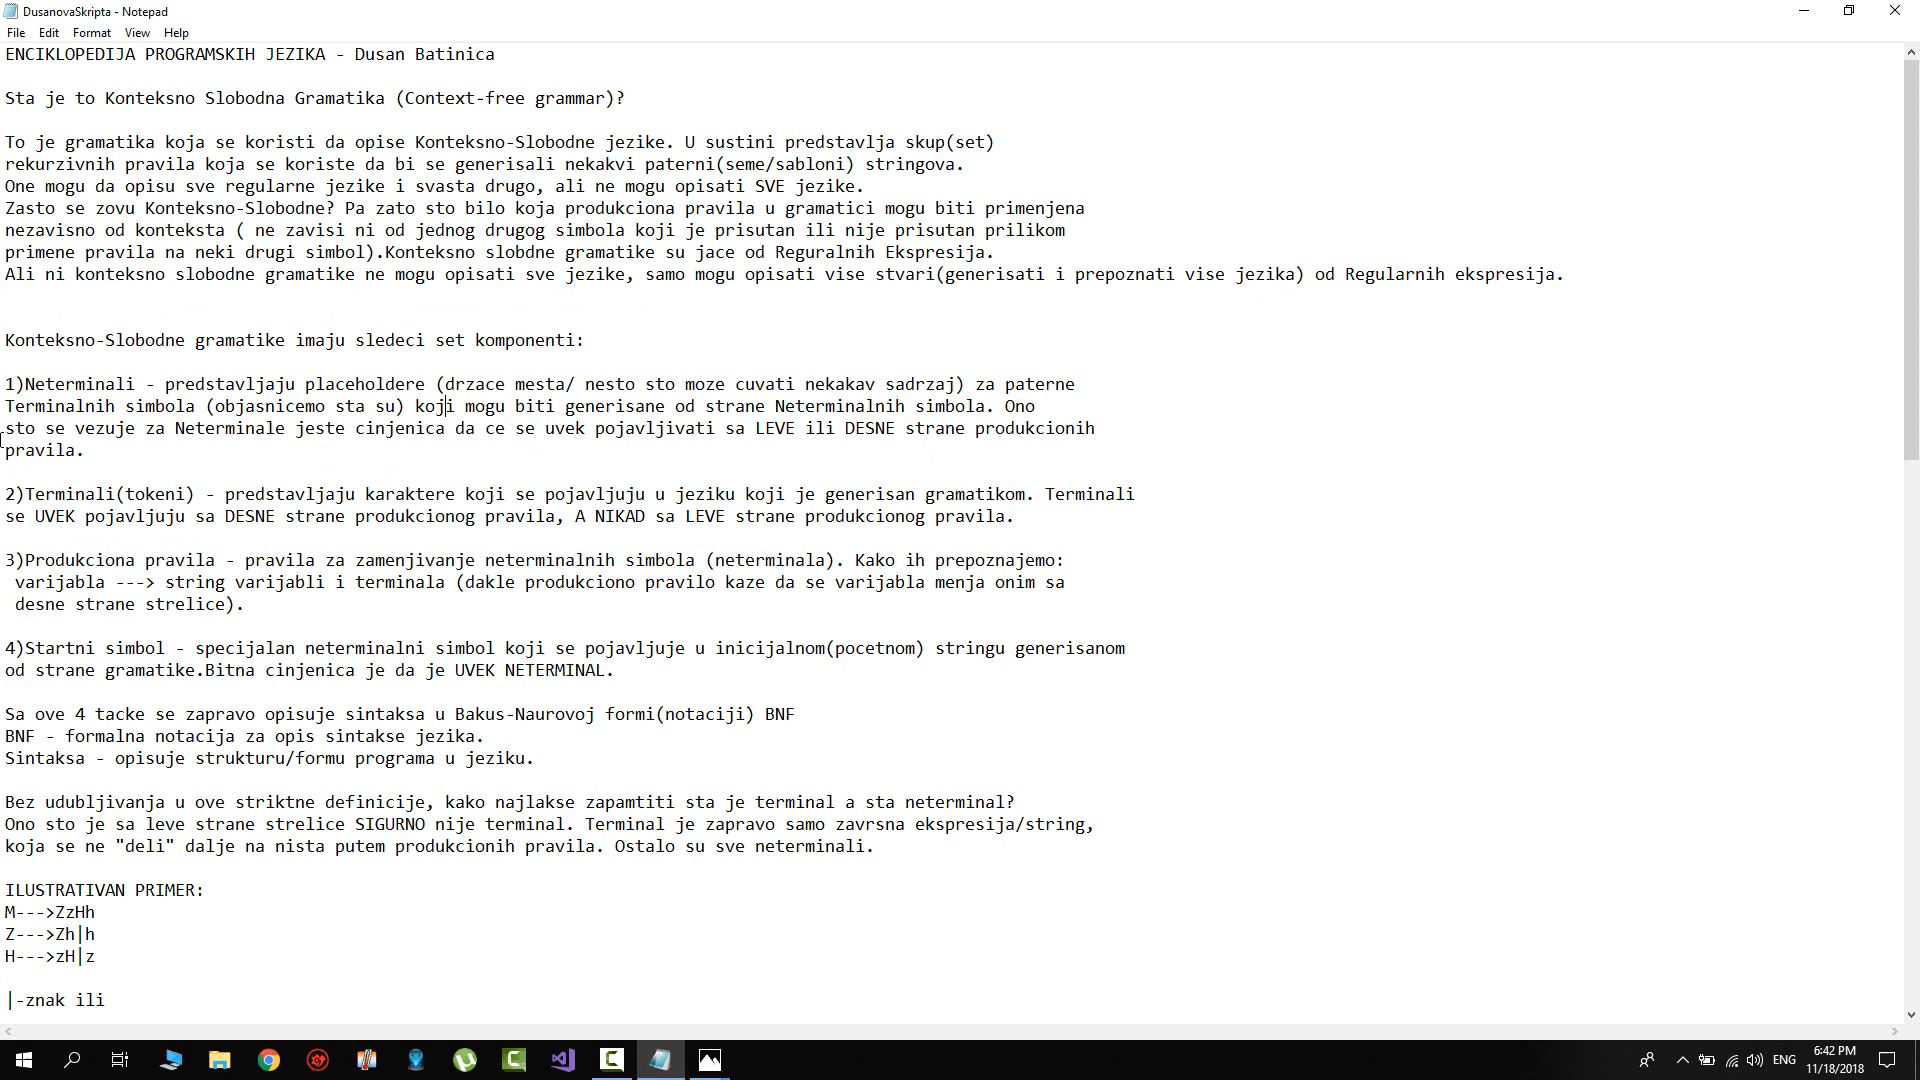 DusanovaSkripta - Notepad
File Edit Format View Help
ENCIKLOPEDIJA PROGRAMSKIH JEZIKA - Dusan Batinica
Sta je to Konteksno Slobodna Gramatika (Context-free grammar)?
To je gramatika koja se koristi da opise Konteksno-Slobodne jezike. U sustini predstavlja skup(set)
rekurzivnih pravila koja se koriste da bi se generisali nekakvi paterni(seme/sabloni) stringova.
One mogu da opisu sve regularne jezike i svasta drugo, ali ne mogu opisati SVE jezike.
Zasto se zovu Konteksno-Slobodne? Pa zato sto bilo koja produkciona pravila u gramatici mogu biti primenjena
nezavisno od konteksta ( ne zavisi ni od jednog drugog simbola koji je prisutan ili nije prisutan prilikom
primene pravila na neki drugi simbol).Konteksno slobdne gramatike su jace od Reguralnih Ekspresija.
Ali ni konteksno slobodne gramatike ne mogu opisati sve jezike, samo mogu opisati vise stvari(generisati i prepoznati vise jezika) od Regularnih ekspresija.
Konteksno-Slobodne gramatike imaju sledeci set komponenti:
1)Neterminali - predstavljaju placeholdere (drzace mesta/ nesto sto moze cuvati nekakav sadrzaj) za paterne
Terminalnih simbola (objasnicemo sta su) koji mogu biti generisane od strane Neterminalnih simbola. Ono
sto se vezuje za Neterminale jeste cinjenica da ce se uvek pojavljivati sa LEVE ili DESNE strane produkcionih
pravila.
2)Terminali(tokeni) - predstavljaju karaktere koji se pojavljuju u jeziku koji je generisan gramatikom. Terminali
se UVEK pojavljuju sa DESNE strane produkcionog pravila, A NIKAD sa LEVE strane produkcionog pravila.
3)Produkciona pravila - pravila za zamenjivanje neterminalnih simbola (neterminala). Kako ih prepoznajemo:
varijabla ---> string varijabli i terminala (dakle produkciono pravilo kaze da se varijabla menja onim sa
desne strane strelice).
4)Startni simbol - specijalan neterminalni simbol koji se pojavljuje u inicijalnom(pocetnom) stringu generisanom
od strane gramatike.Bitna cinjenica je da je UVEK NETERMINAL.
Sa ove 4 tacke se zapravo opisuje sintaksa u Bakus-Naurovoj formi(notaciji) BNF
BNF - formalna notacija za opis sintakse jezika.
Sintaksa - opisuje strukturu/formu programa u jeziku.
Bez udubljivanja u ove striktne definicije, kako najlakse zapamtiti sta je terminal a sta neterminal?
Ono sto je sa leve strane strelice SIGURNO nije terminal. Terminal je zapravo samo zavrsna ekspresija/string,
koja se ne "deli" dalje na nista putem produkcionih pravila. Ostalo su sve neterminali.
ILUSTRATIVAN PRIMER:
M--->ZzHh
Z--->Zh|h
H--->zH|z
|-znak ili
ENG
6:42 PM
11/18/2018